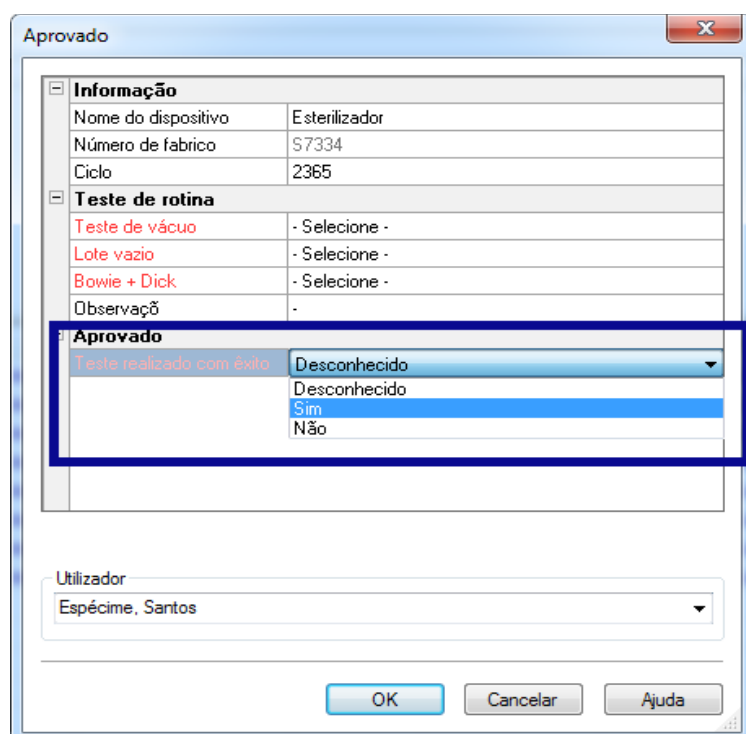 Aprovado
Informação
Nome do dispositivo Esterilizador
Número de fabrico S7334
Ciclo 2365
Teste de rotina
Teste de vácuo - Selecione -
Lote vazio - Selecione -
Bowie + Dick - Selecione -
Observaçõ -
Aprovado
Teste realizado com êxito Desconhecido
Desconhecido
Sim
Não
Utilizador
Espécime, Santos
OK Cancelar Ajuda